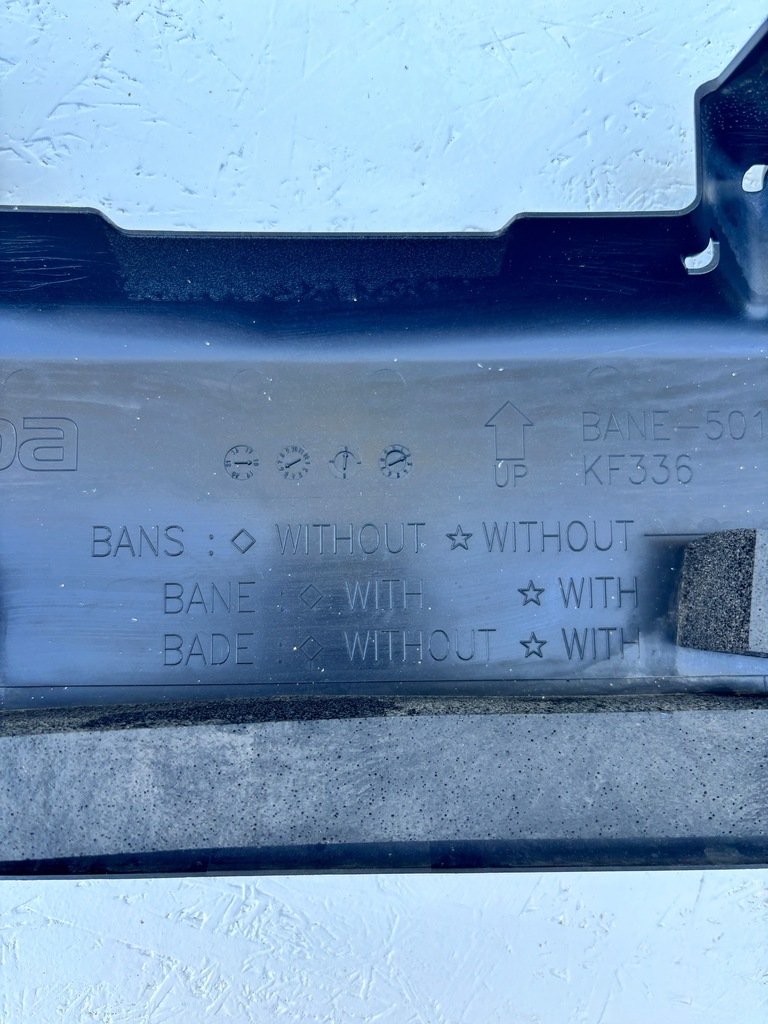 BANE-501
KF336
UP
BANS : ◇ WITHOUT ☆ WITHOUT
BANE : ◇ WITH ☆ WITH
BADE : ◇ WITHOUT ☆ WITH